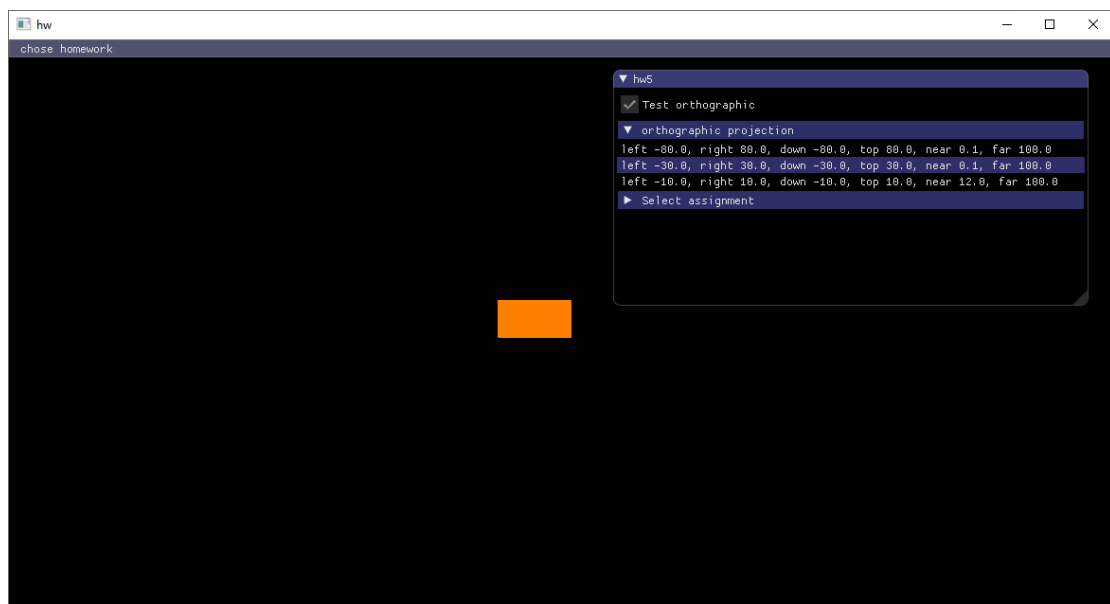 hw
chose homework
hw5
Test orthographic
orthographic projection
left -80.0, right 80.0, down -80.0, top 80.0, near 0.1, far 100.0
left -30.0, right 30.0, down -30.0, top 30.0, near 0.1, far 100.0
left -10.0, right 10.0, down -10.0, top 10.0, near 12.0, far 100.0
Select assignment